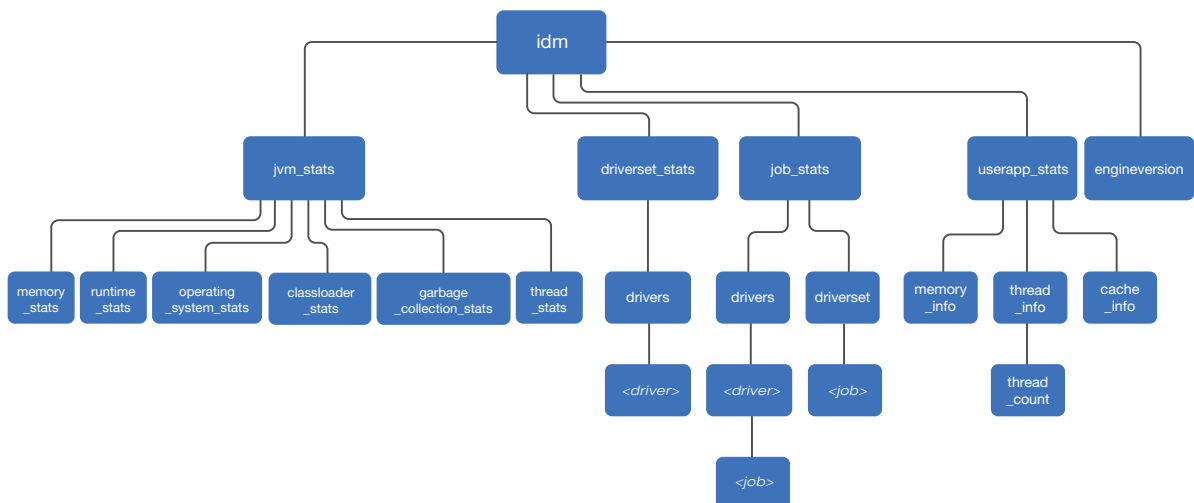 idm
jvm_stats
driverset_stats
job_stats
userapp_stats
engineversion
memory
_stats
runtime
_stats
operating
_system_stats
classloader
_stats
garbage
_collection_stats
thread
_stats
drivers
drivers
driverset
memory
_info
thread
_info
cache
_info
<driver>
<driver>
<job>
thread
_count
<job>